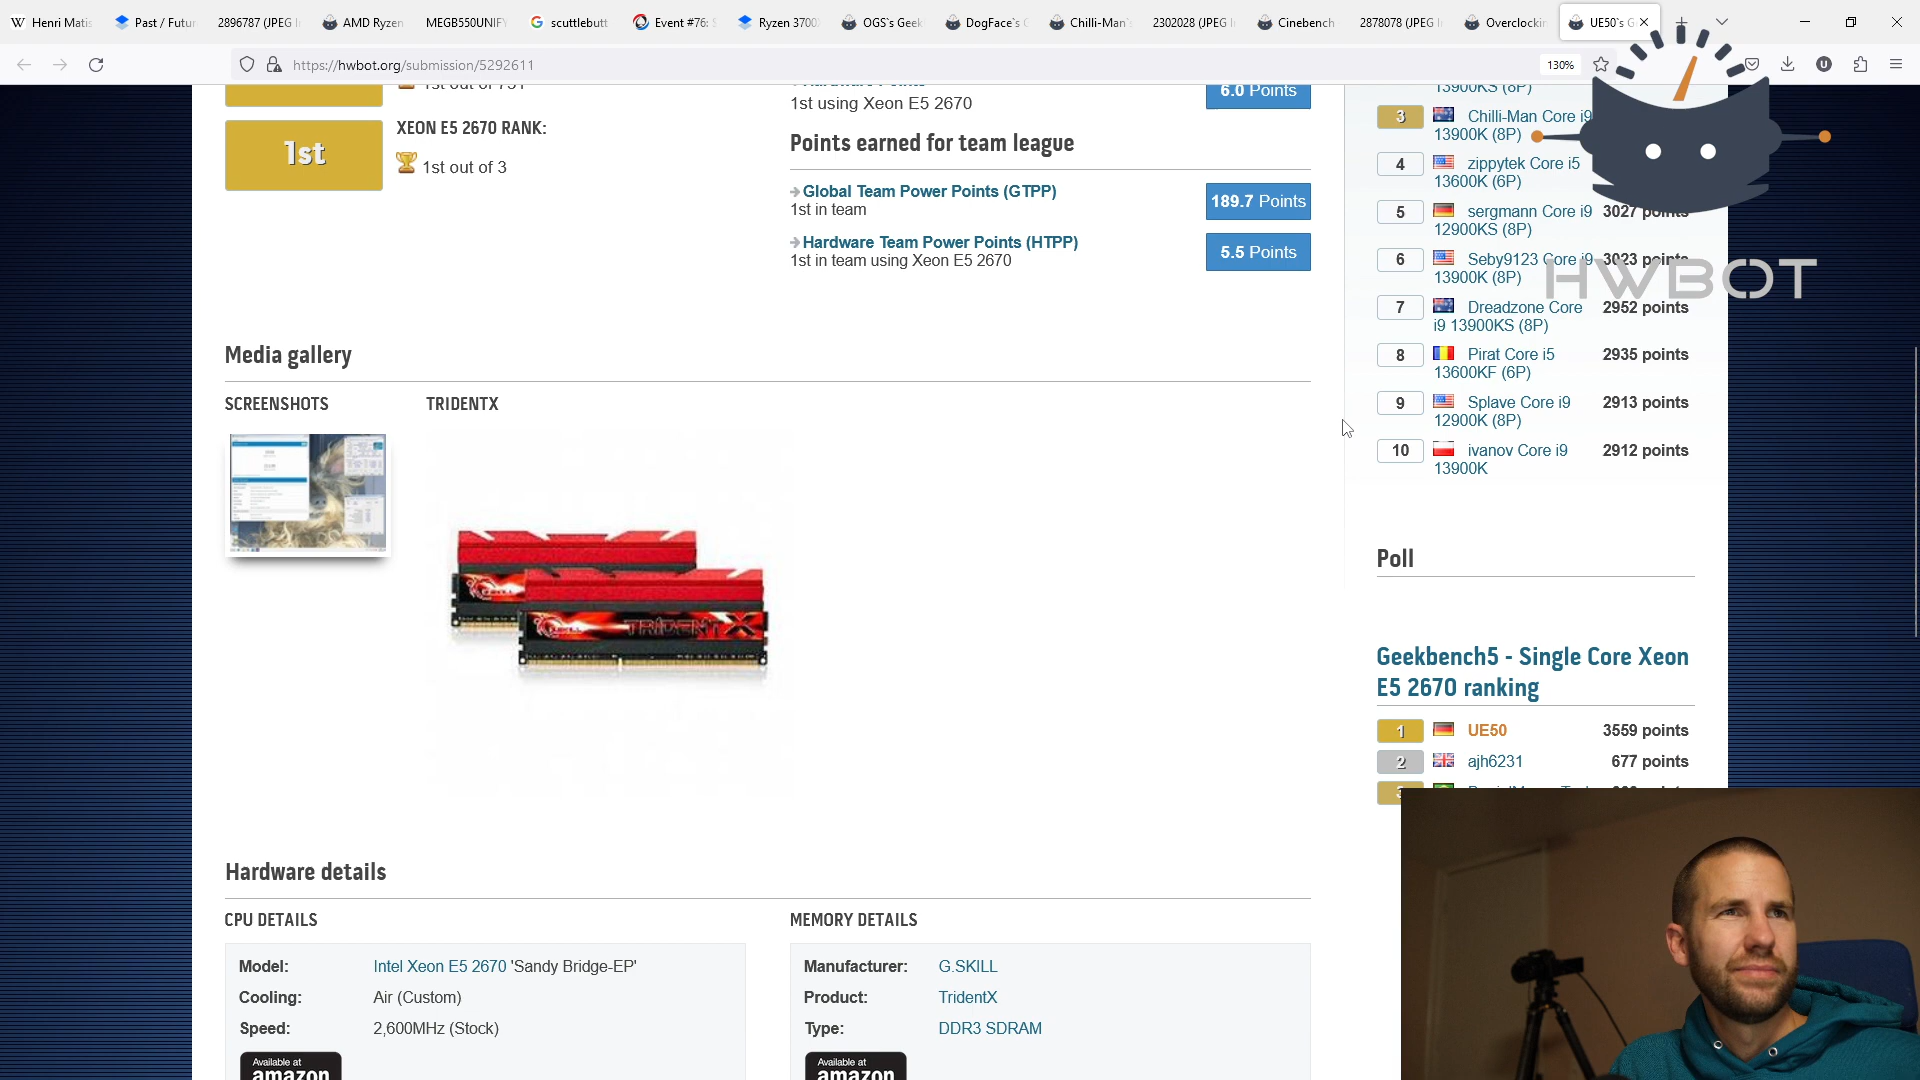 Henri Matis
Past / Futur
2896787 (JPEG I
AMD Ryzen
MEGB550UNIFY
scuttlebutt
Event #76: S
Ryzen 3700
OGS`s Geek
DogFace`s G
Chilli-Man`
2302028 (JPEG I
Cinebench
2878078 (JPEG I
Overclockin
UE50`s G
https://hwbot.org/submission/5292611
130%
U
1st out of 751
Hardware Points
1st using Xeon E5 2670
6.0 Points
13900KS (8P)
1st
XEON E5 2670 RANK:
1st out of 3
Points earned for team league
Global Team Power Points (GTPP)
1st in team
189.7 Points
Hardware Team Power Points (HTPP)
1st in team using Xeon E5 2670
5.5 Points
3 Chilli-Man Core i9
13900K (8P)
4 zippytek Core i5
13600K (6P)
5 sergmann Core i9 3027 points
12900KS (8P)
6 Seby9123 Core i9 3023 points
13900K (8P)
7 Dreadzone Core 2952 points
i9 13900KS (8P)
8 Pirat Core i5 2935 points
13600KF (6P)
9 Splave Core i9 2913 points
12900K (8P)
10 ivanov Core i9 2912 points
13900K
HWBOT
Media gallery
SCREENSHOTS
TRIDENTX
TRIDENTX
Poll
Geekbench5 - Single Core Xeon
E5 2670 ranking
1 UE50 3559 points
2 ajh6231 677 points
3
Hardware details
CPU DETAILS
Model: Intel Xeon E5 2670 'Sandy Bridge-EP'
Cooling: Air (Custom)
Speed: 2,600MHz (Stock)
Available at
amazon
MEMORY DETAILS
Manufacturer: G.SKILL
Product: TridentX
Type: DDR3 SDRAM
Available at
amazon